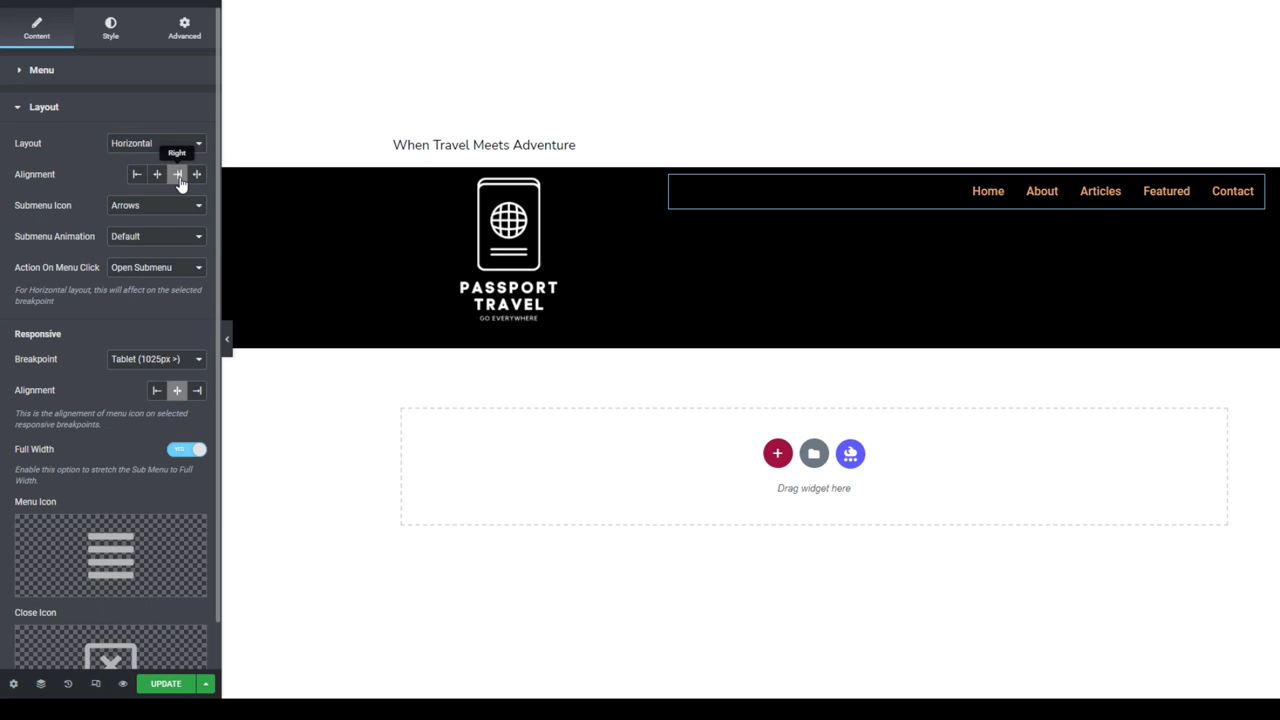 Content
Style
Advanced
Menu
Layout
Layout
Horizontal
Right
Alignment
Submenu Icon
Arrows
Submenu Animation
Default
Action On Menu Click
Open Submenu
For Horizontal layout, this will affect on the selected
breakpoint
Responsive
Breakpoint
Tablet (1025px >)
Alignment
This is the alignement of menu icon on selected
responsive breakpoints.
Full Width
YES
Enable this option to stretch the Sub Menu to Full
Width.
Menu Icon
Close Icon
UPDATE
When Travel Meets Adventure
PASSPORT
TRAVEL
GO EVERYWHERE
Home About Articles Featured Contact
Drag widget here